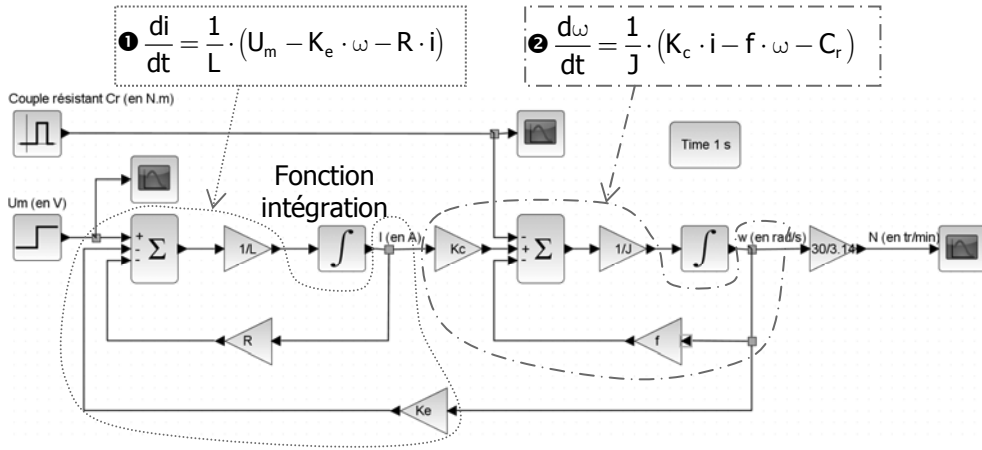 ❶ di/dt = 1/L · (Um − Ke · ω − R · i)
❷ dω/dt = 1/J · (Kc · i − f · ω − Cr)
Couple résistant Cr (en N.m)
Time 1 s
Fonction
intégration
Um (en V)
+
-
-
Σ
1/L
∫
I (en A)
Kc
-
+
-
Σ
1/J
∫
w (en rad/s)
30/3.14
N (en tr/min)
R
f
Ke